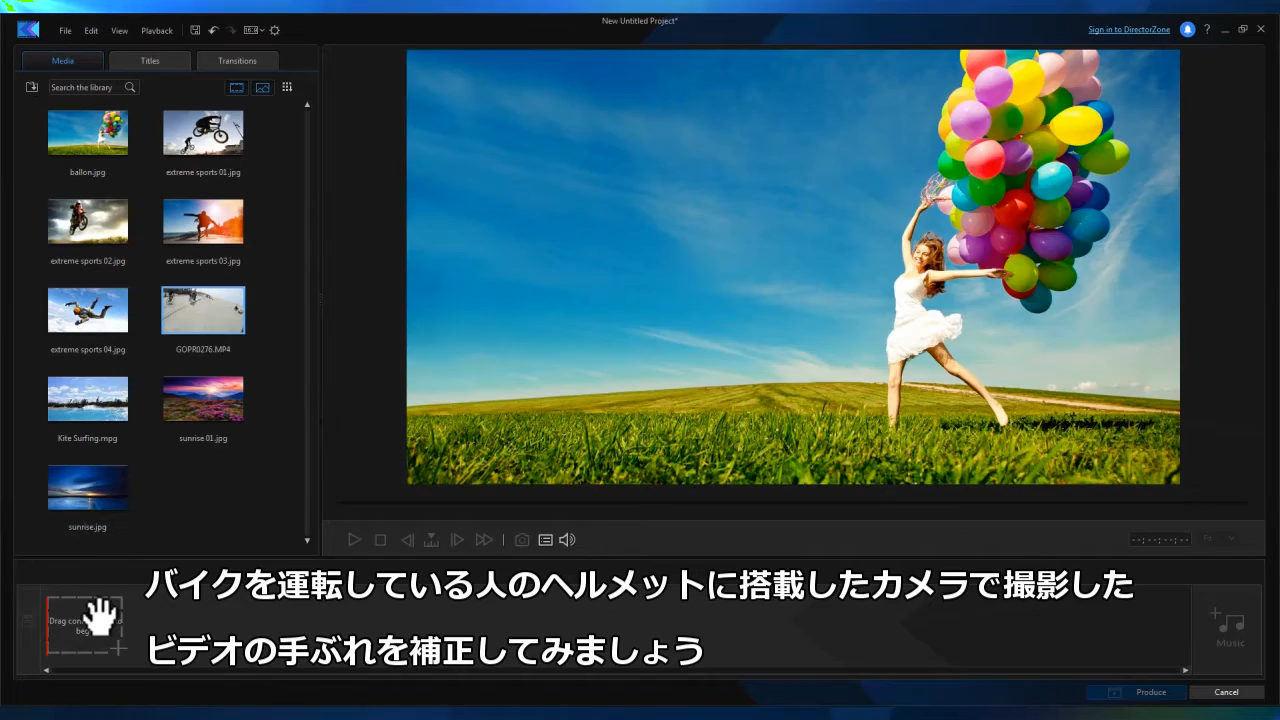 New Untitled Project*
File Edit View Playback 16:9
Sign in to DirectorZone ?
Media Titles Transitions
Search the library
ballon.jpg extreme sports 01.jpg
extreme sports 02.jpg extreme sports 03.jpg
extreme sports 04.jpg GOPR0276.MP4
Kite Surfing.mpg sunrise 01.jpg
sunrise.jpg
--:--:--:--
バイクを運転している人のヘルメットに搭載したカメラで撮影した
Drag
ビデオの手ぶれを補正してみましょう
Music
Produce Cancel